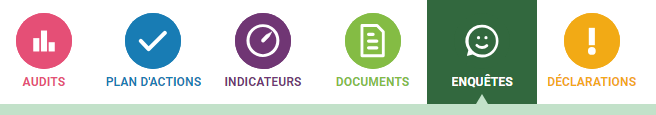 AUDITS PLAN D'ACTIONS INDICATEURS DOCUMENTS ENQUÊTES DÉCLARATIONS